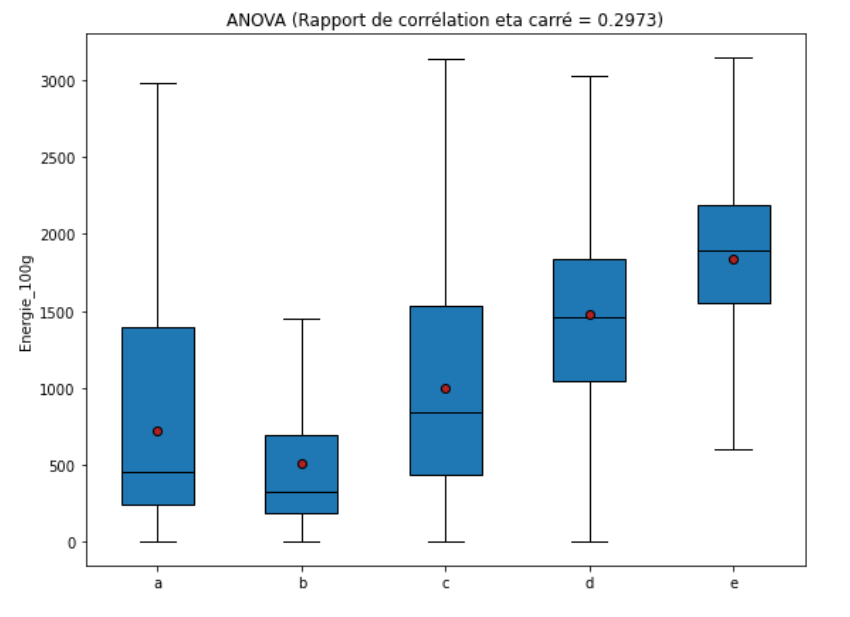 ANOVA (Rapport de corrélation eta carré = 0.2973)
3000
2500
2000
1500
1000
500
0
Energie_100g
a b c d e